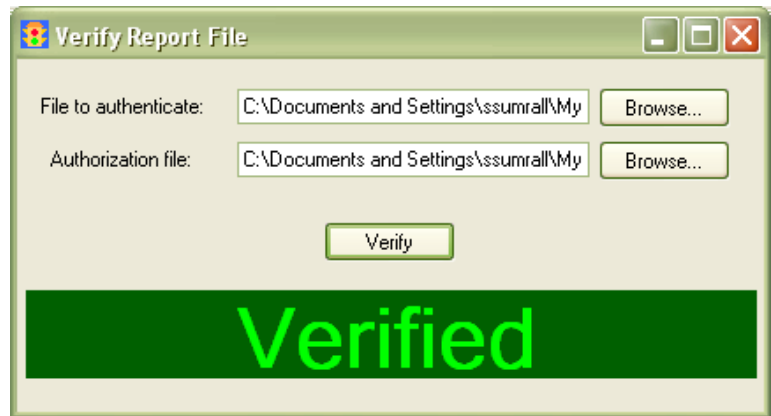 Verify Report File
File to authenticate: C:\Documents and Settings\ssumrall\My Browse...
Authorization file: C:\Documents and Settings\ssumrall\My Browse...
Verify
Verified